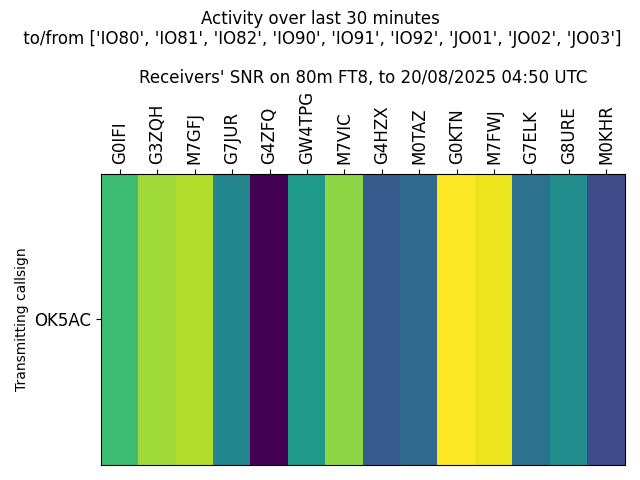 Activity over last 30 minutes
to/from ['IO80', 'IO81', 'IO82', 'IO90', 'IO91', 'IO92', 'JO01', 'JO02', 'JO03']
Receivers' SNR on 80m FT8, to 20/08/2025 04:50 UTC
G0IFI
G3ZQH
M7GFJ
G7JUR
G4ZFQ
GW4TPG
M7VIC
G4HZX
M0TAZ
G0KTN
M7FWJ
G7ELK
G8URE
M0KHR
Transmitting callsign
OK5AC